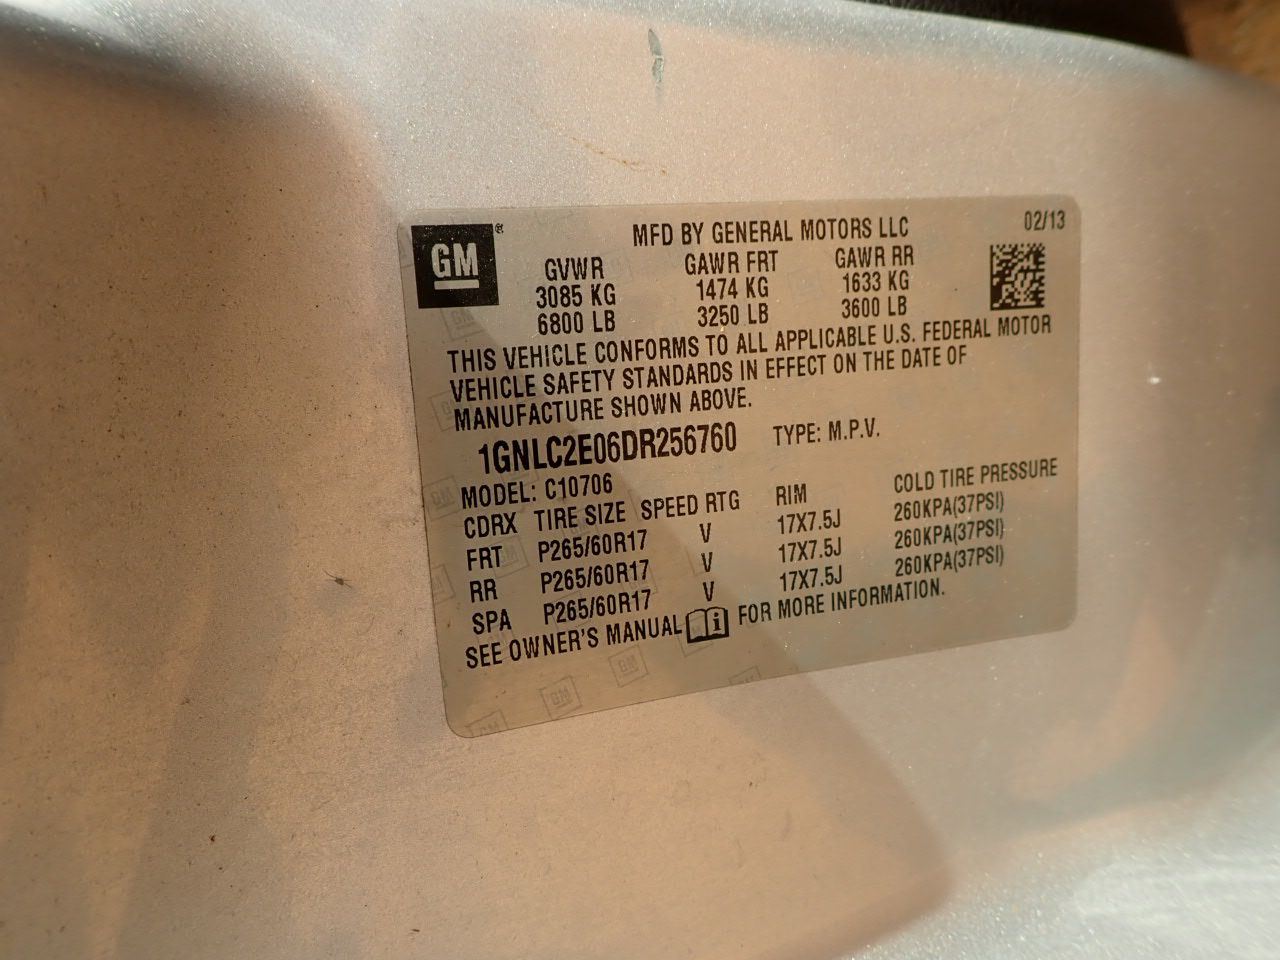 GM®
MFD BY GENERAL MOTORS LLC 02/13
GVWR GAWR FRT GAWR RR
3085 KG 1474 KG 1633 KG
6800 LB 3250 LB 3600 LB
THIS VEHICLE CONFORMS TO ALL APPLICABLE U.S. FEDERAL MOTOR
VEHICLE SAFETY STANDARDS IN EFFECT ON THE DATE OF
MANUFACTURE SHOWN ABOVE.
1GNLC2E06DR256760 TYPE: M.P.V.
MODEL: C10706
CDRX TIRE SIZE SPEED RTG RIM COLD TIRE PRESSURE
FRT P265/60R17 V 17X7.5J 260KPA(37PSI)
RR P265/60R17 V 17X7.5J 260KPA(37PSI)
SPA P265/60R17 V 17X7.5J 260KPA(37PSI)
SEE OWNER'S MANUAL i FOR MORE INFORMATION.